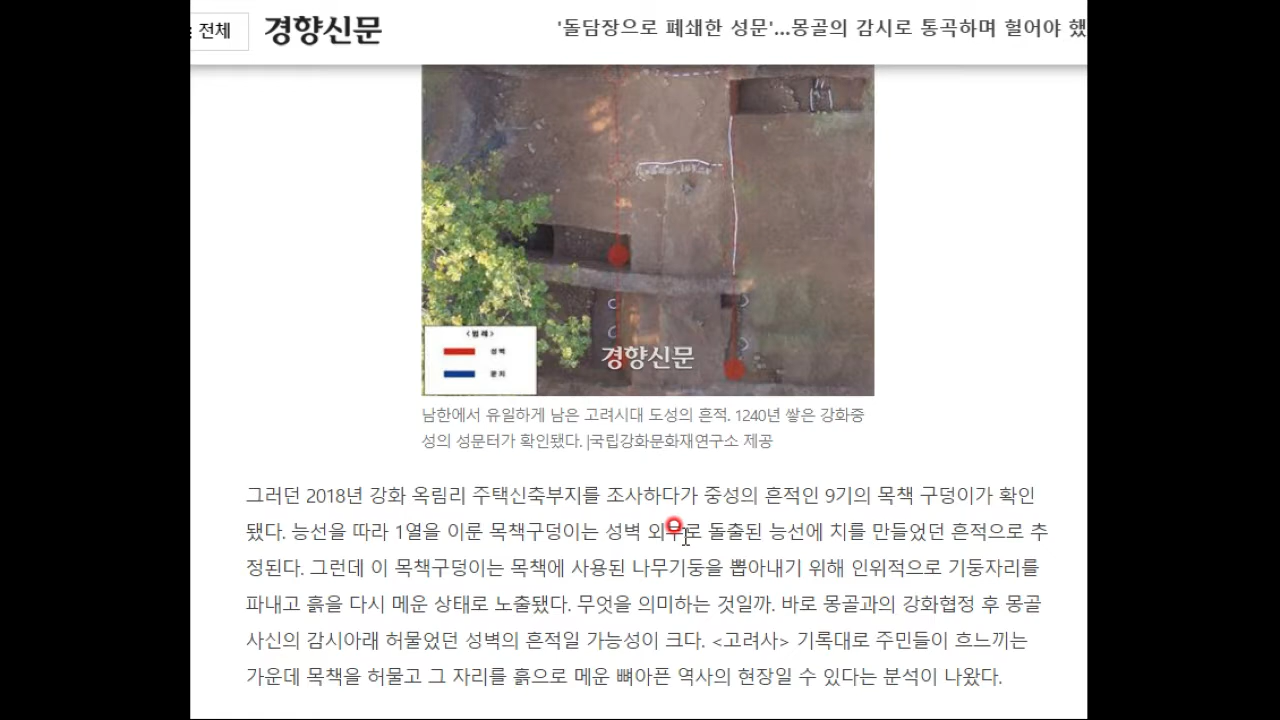 전체
경향신문
'돌담장으로 폐쇄한 성문'...몽골의 감시로 통곡하며 헐어야 했
<범례>
성벽
문지
경향신문
남한에서 유일하게 남은 고려시대 도성의 흔적. 1240년 쌓은 강화중
성의 성문터가 확인됐다. |국립강화문화재연구소 제공
그러던 2018년 강화 옥림리 주택신축부지를 조사하다가 중성의 흔적인 9기의 목책 구덩이가 확인
됐다. 능선을 따라 1열을 이룬 목책구덩이는 성벽 외부로 돌출된 능선에 치를 만들었던 흔적으로 추
정된다. 그런데 이 목책구덩이는 목책에 사용된 나무기둥을 뽑아내기 위해 인위적으로 기둥자리를
파내고 흙을 다시 메운 상태로 노출됐다. 무엇을 의미하는 것일까. 바로 몽골과의 강화협정 후 몽골
사신의 감시아래 허물었던 성벽의 흔적일 가능성이 크다. <고려사> 기록대로 주민들이 흐느끼는
가운데 목책을 허물고 그 자리를 흙으로 메운 뼈아픈 역사의 현장일 수 있다는 분석이 나왔다.